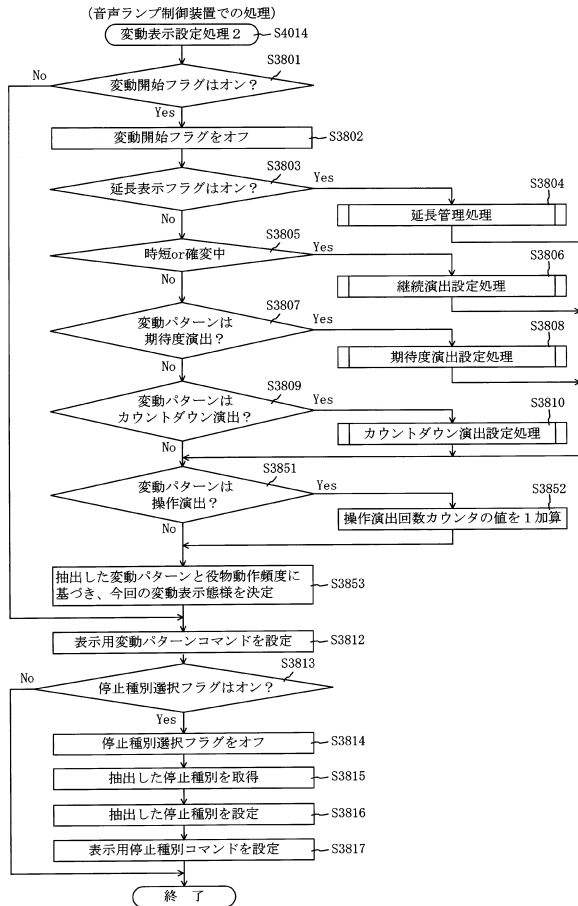 (音声ランプ制御装置での処理)
変動表示設定処理2
S4014
S3801
No
変動開始フラグはオン?
Yes
変動開始フラグをオフ
S3802
S3803
延長表示フラグはオン?
Yes
S3804
延長管理処理
No
S3805
時短or確変中
Yes
S3806
継続演出設定処理
No
S3807
変動パターンは
期待度演出?
Yes
S3808
期待度演出設定処理
No
S3809
変動パターンは
カウントダウン演出?
Yes
S3810
カウントダウン演出設定処理
No
S3851
変動パターンは
操作演出?
Yes
S3852
操作演出回数カウンタの値を1加算
No
抽出した変動パターンと役物動作頻度に
基づき、今回の変動表示態様を決定
S3853
表示用変動パターンコマンドを設定
S3812
S3813
No
停止種別選択フラグはオン?
Yes
停止種別選択フラグをオフ
S3814
抽出した停止種別を取得
S3815
抽出した停止種別を設定
S3816
表示用停止種別コマンドを設定
S3817
終 了